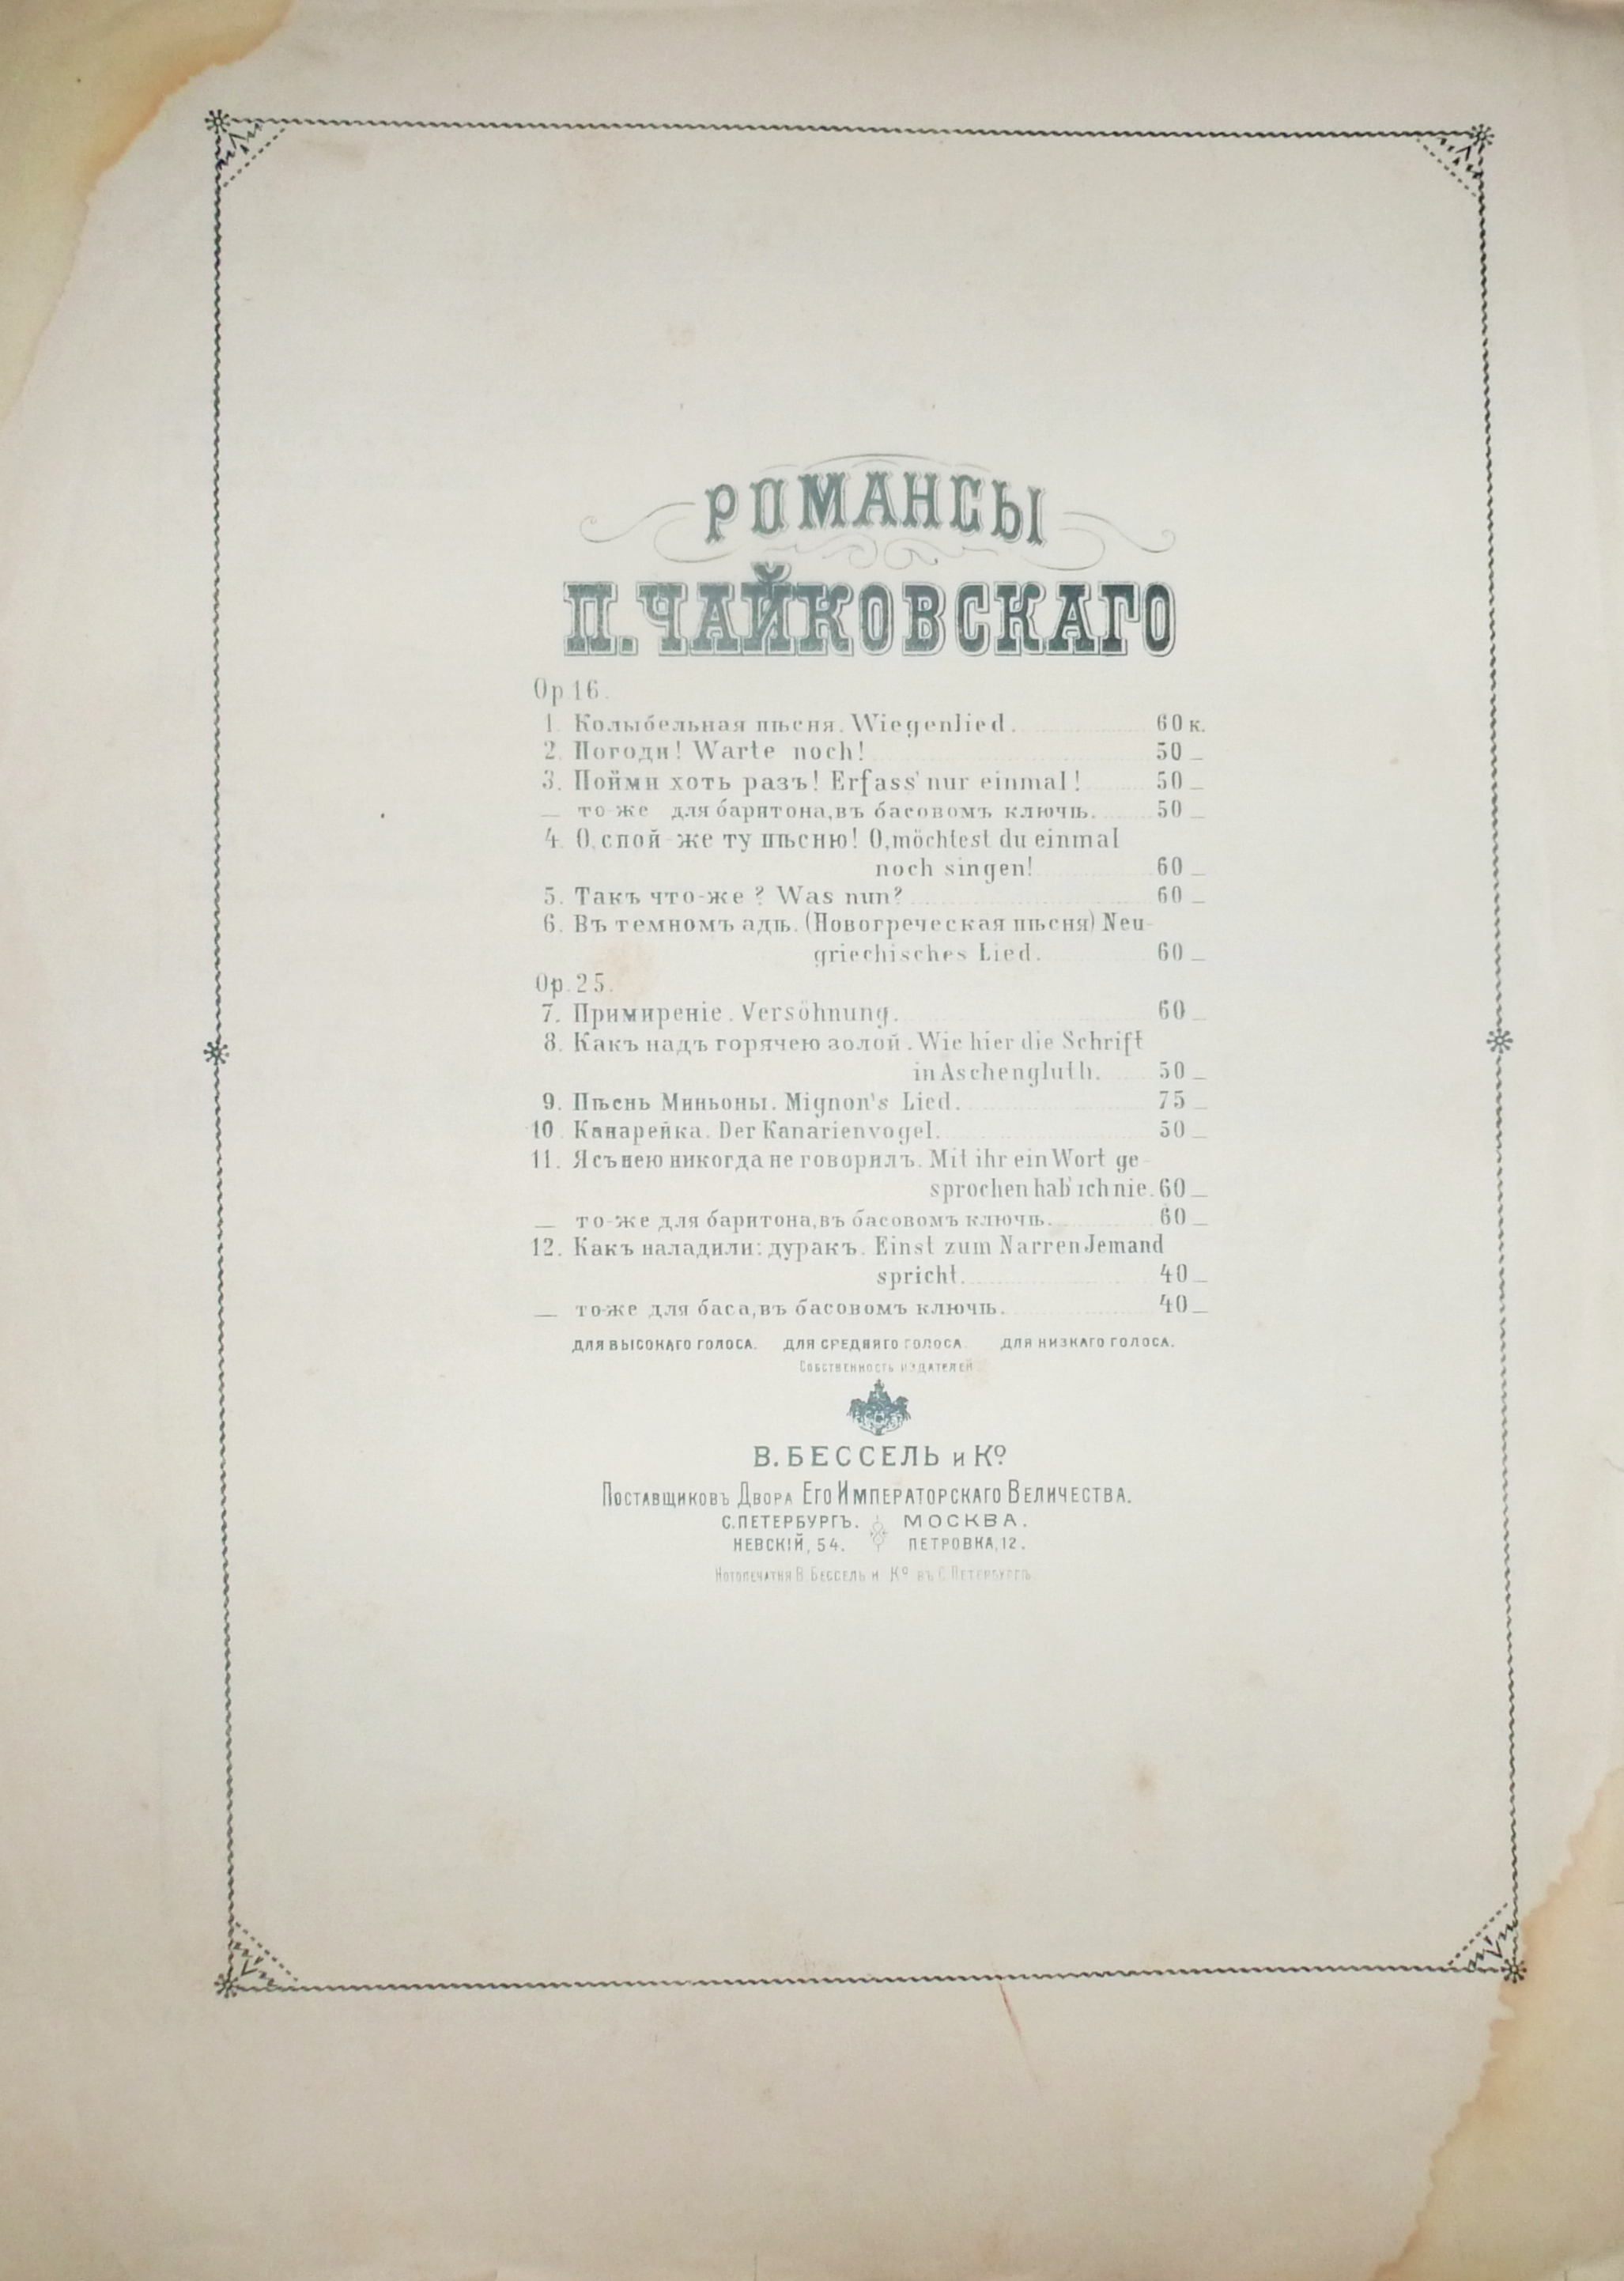 РОМАНСЫ
П. ЧАЙКОВСКАГО
Op. 16.
1. Колыбельная пѣсня. Wiegenlied. 60 к.
2. Погоди! Warte noch! 50 —
3. Пойми хоть разъ! Erfass' nur einmal! 50 —
— то-же для баритона, въ басовомъ ключѣ. 50 —
4. О, спой-же ту пѣсню! O, möchtest du einmal
noch singen! 60 —
5. Такъ что-же? Was nun? 60 —
6. Въ темномъ адѣ. (Новогреческая пѣсня) Neu-
griechisches Lied. 60 —
Op. 25.
7. Примиреніе. Versöhnung. 60 —
8. Какъ надъ горячею золой. Wie hier die Schrift
in Aschengluth. 50 —
9. Пѣснь Миньоны. Mignon's Lied. 75 —
10. Канарейка. Der Kanarienvogel. 50 —
11. Я съ нею никогда не говорилъ. Mit ihr ein Wort ge-
sprochen hab' ich nie. 60 —
— то-же для баритона, въ басовомъ ключѣ. 60 —
12. Какъ наладили: дуракъ. Einst zum Narren Jemand
spricht. 40 —
— то-же для баса, въ басовомъ ключѣ. 40 —
ДЛЯ ВЫСОКАГО ГОЛОСА. ДЛЯ СРЕДНЯГО ГОЛОСА. ДЛЯ НИЗКАГО ГОЛОСА.
Собственность издателей.
В. БЕССЕЛЬ и Кº
Поставщиковъ Двора Его Императорскаго Величества.
С. ПЕТЕРБУРГЪ. МОСКВА.
НЕВСКІЙ, 54. ПЕТРОВКА, 12.
Нотопечатня В. Бессель и Кº въ С. Петербургѣ.